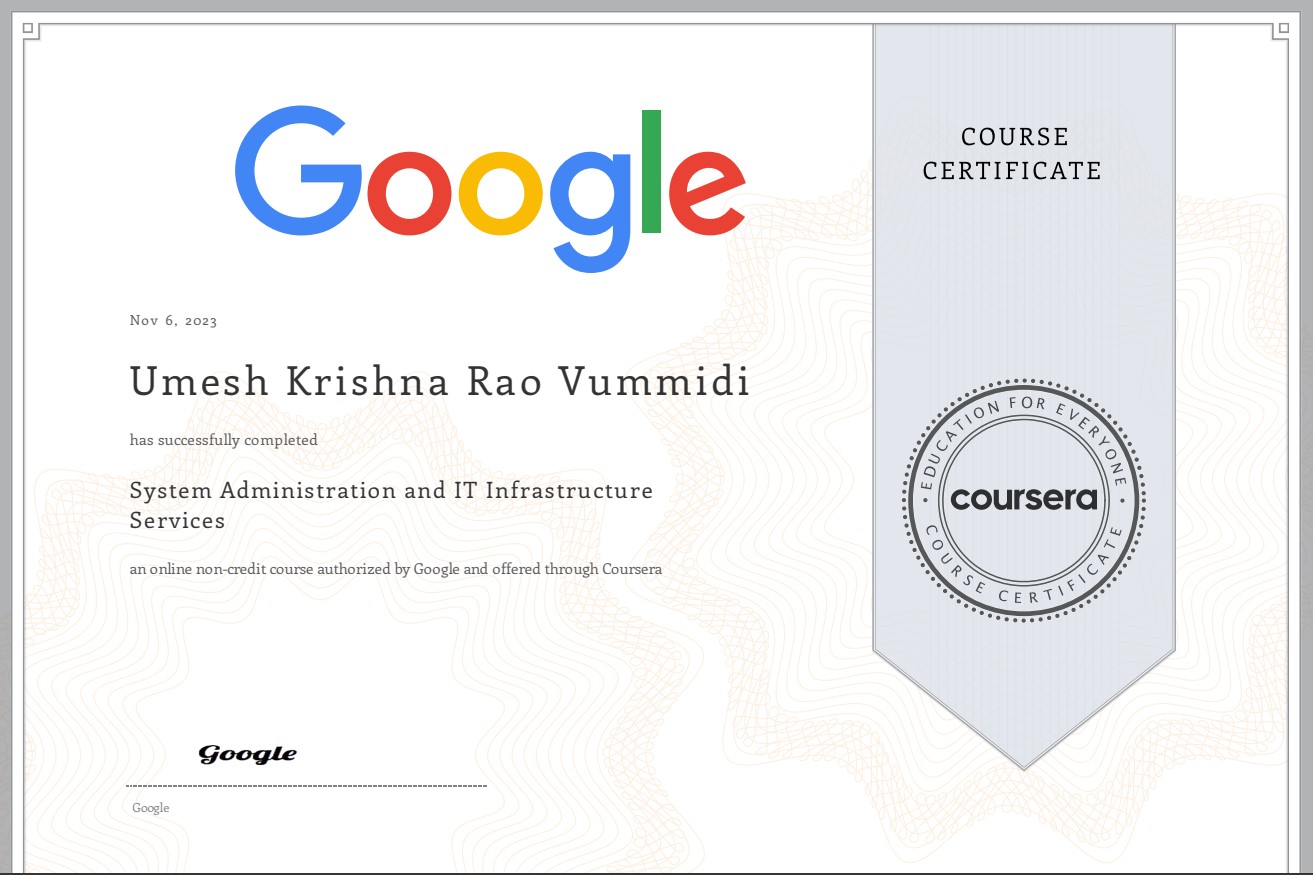 Google
COURSE
CERTIFICATE
Nov 6, 2023
Umesh Krishna Rao Vummidi
has successfully completed
System Administration and IT Infrastructure
Services
an online non-credit course authorized by Google and offered through Coursera
EDUCATION FOR EVERYONE
coursera
COURSE CERTIFICATE
Google
Google